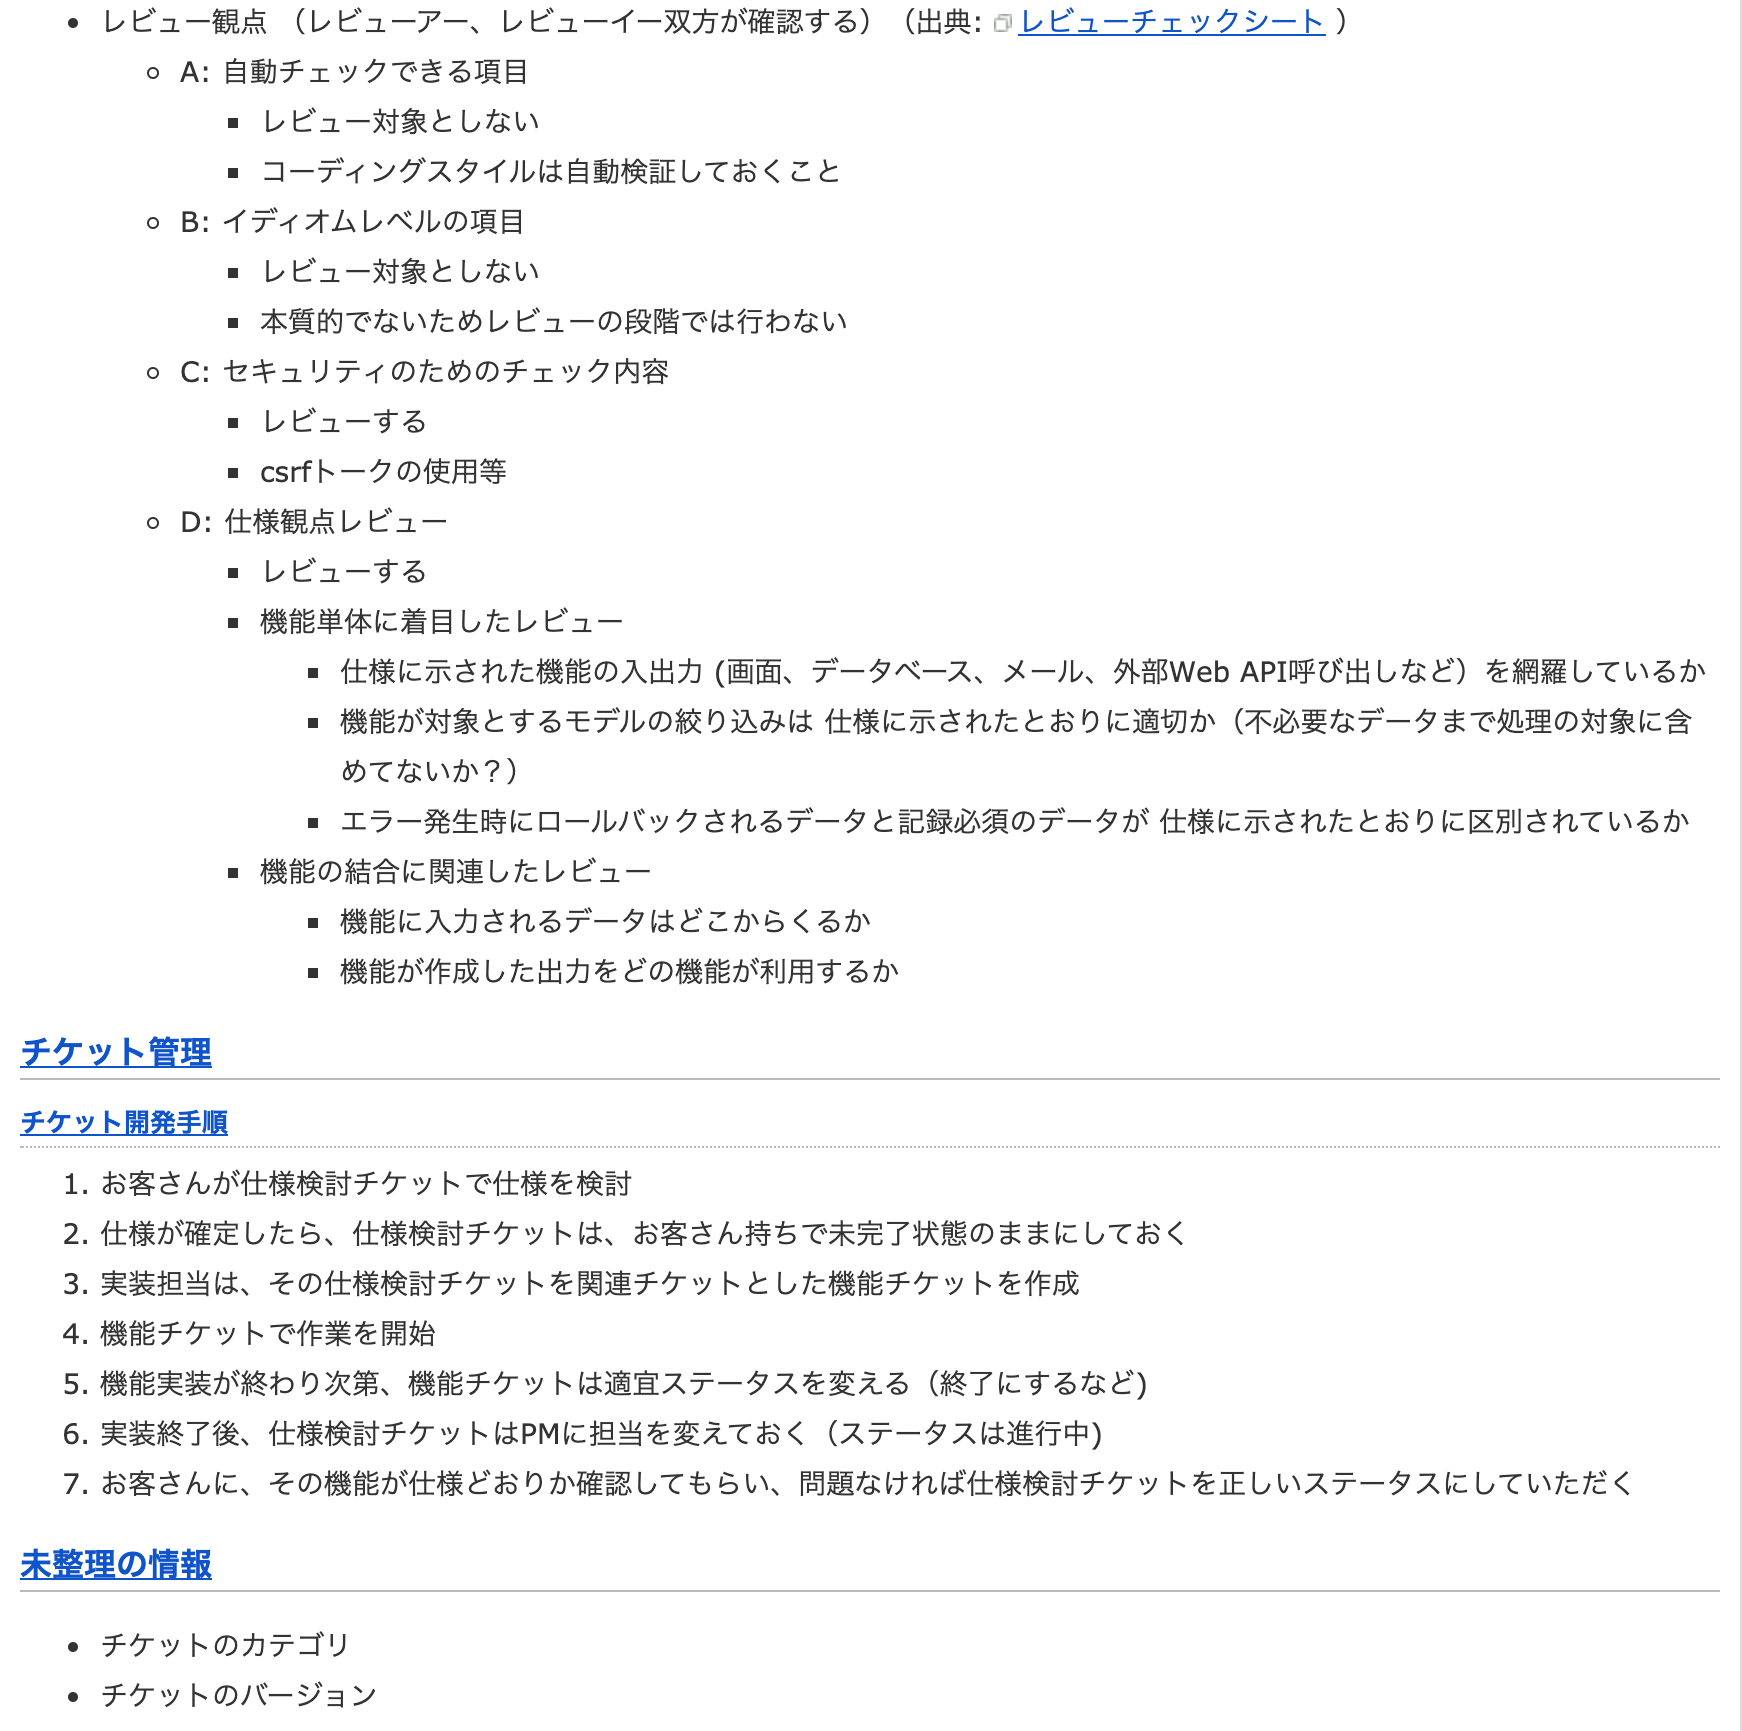 レビュー観点 （レビューアー、レビューイー双方が確認する）（出典: レビューチェックシート ）
A: 自動チェックできる項目
レビュー対象としない
コーディングスタイルは自動検証しておくこと
B: イディオムレベルの項目
レビュー対象としない
本質的でないためレビューの段階では行わない
C: セキュリティのためのチェック内容
レビューする
csrfトークの使用等
D: 仕様観点レビュー
レビューする
機能単体に着目したレビュー
仕様に示された機能の入出力 (画面、データベース、メール、外部Web API呼び出しなど）を網羅しているか
機能が対象とするモデルの絞り込みは 仕様に示されたとおりに適切か（不必要なデータまで処理の対象に含
めてないか？）
エラー発生時にロールバックされるデータと記録必須のデータが 仕様に示されたとおりに区別されているか
機能の結合に関連したレビュー
機能に入力されるデータはどこからくるか
機能が作成した出力をどの機能が利用するか
チケット管理
チケット開発手順
1. お客さんが仕様検討チケットで仕様を検討
2. 仕様が確定したら、仕様検討チケットは、お客さん持ちで未完了状態のままにしておく
3. 実装担当は、その仕様検討チケットを関連チケットとした機能チケットを作成
4. 機能チケットで作業を開始
5. 機能実装が終わり次第、機能チケットは適宜ステータスを変える（終了にするなど)
6. 実装終了後、仕様検討チケットはPMに担当を変えておく（ステータスは進行中)
7. お客さんに、その機能が仕様どおりか確認してもらい、問題なければ仕様検討チケットを正しいステータスにしていただく
未整理の情報
チケットのカテゴリ
チケットのバージョン